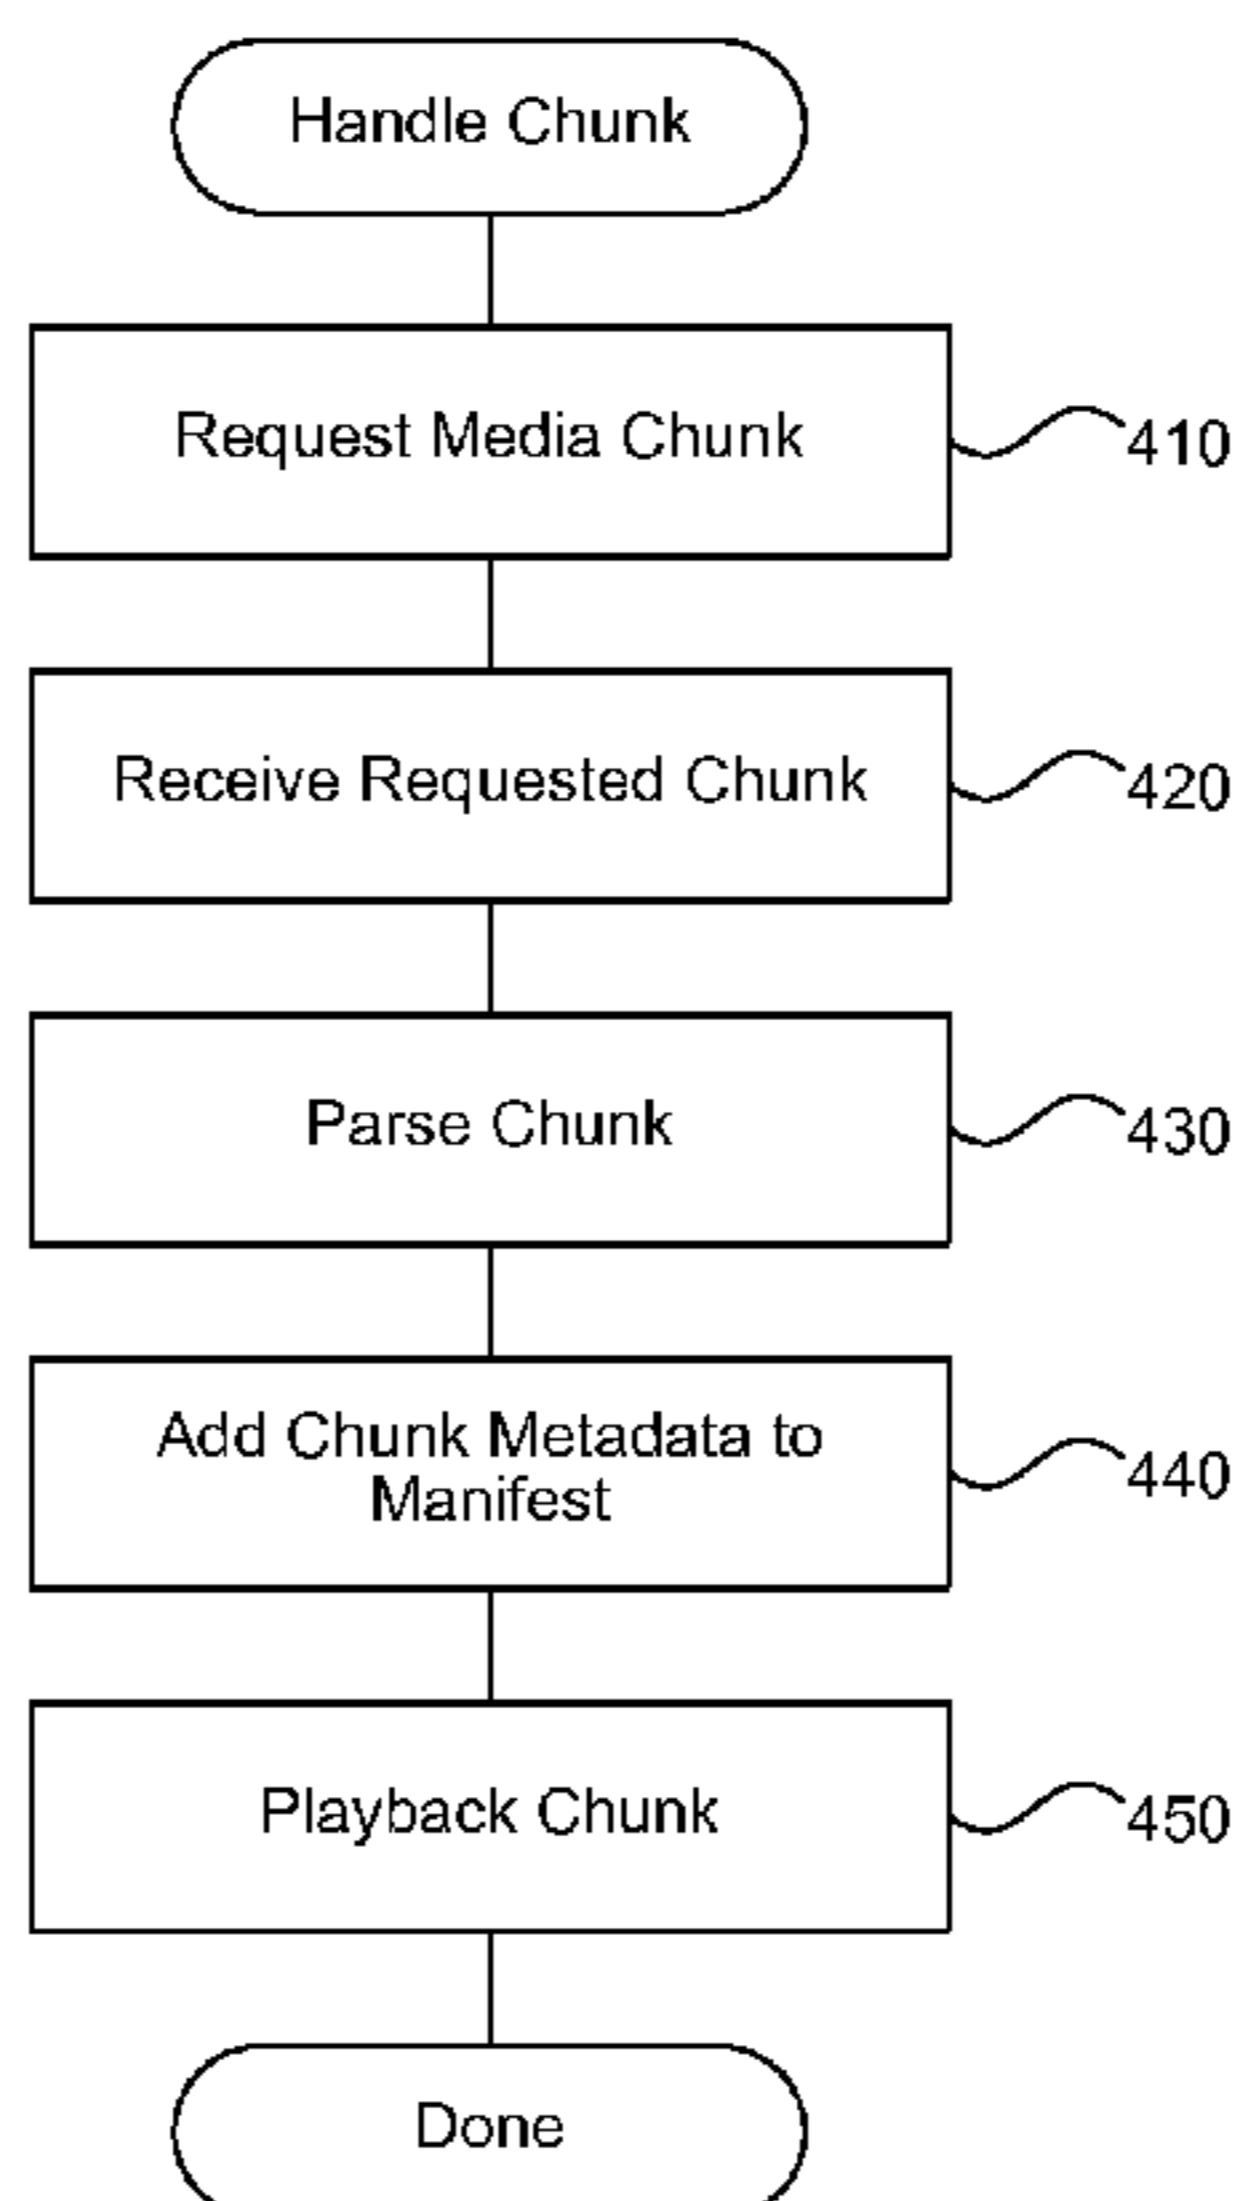 Handle Chunk
Request Media Chunk
410
Receive Requested Chunk
420
Parse Chunk
430
Add Chunk Metadata to
Manifest
440
Playback Chunk
450
Done